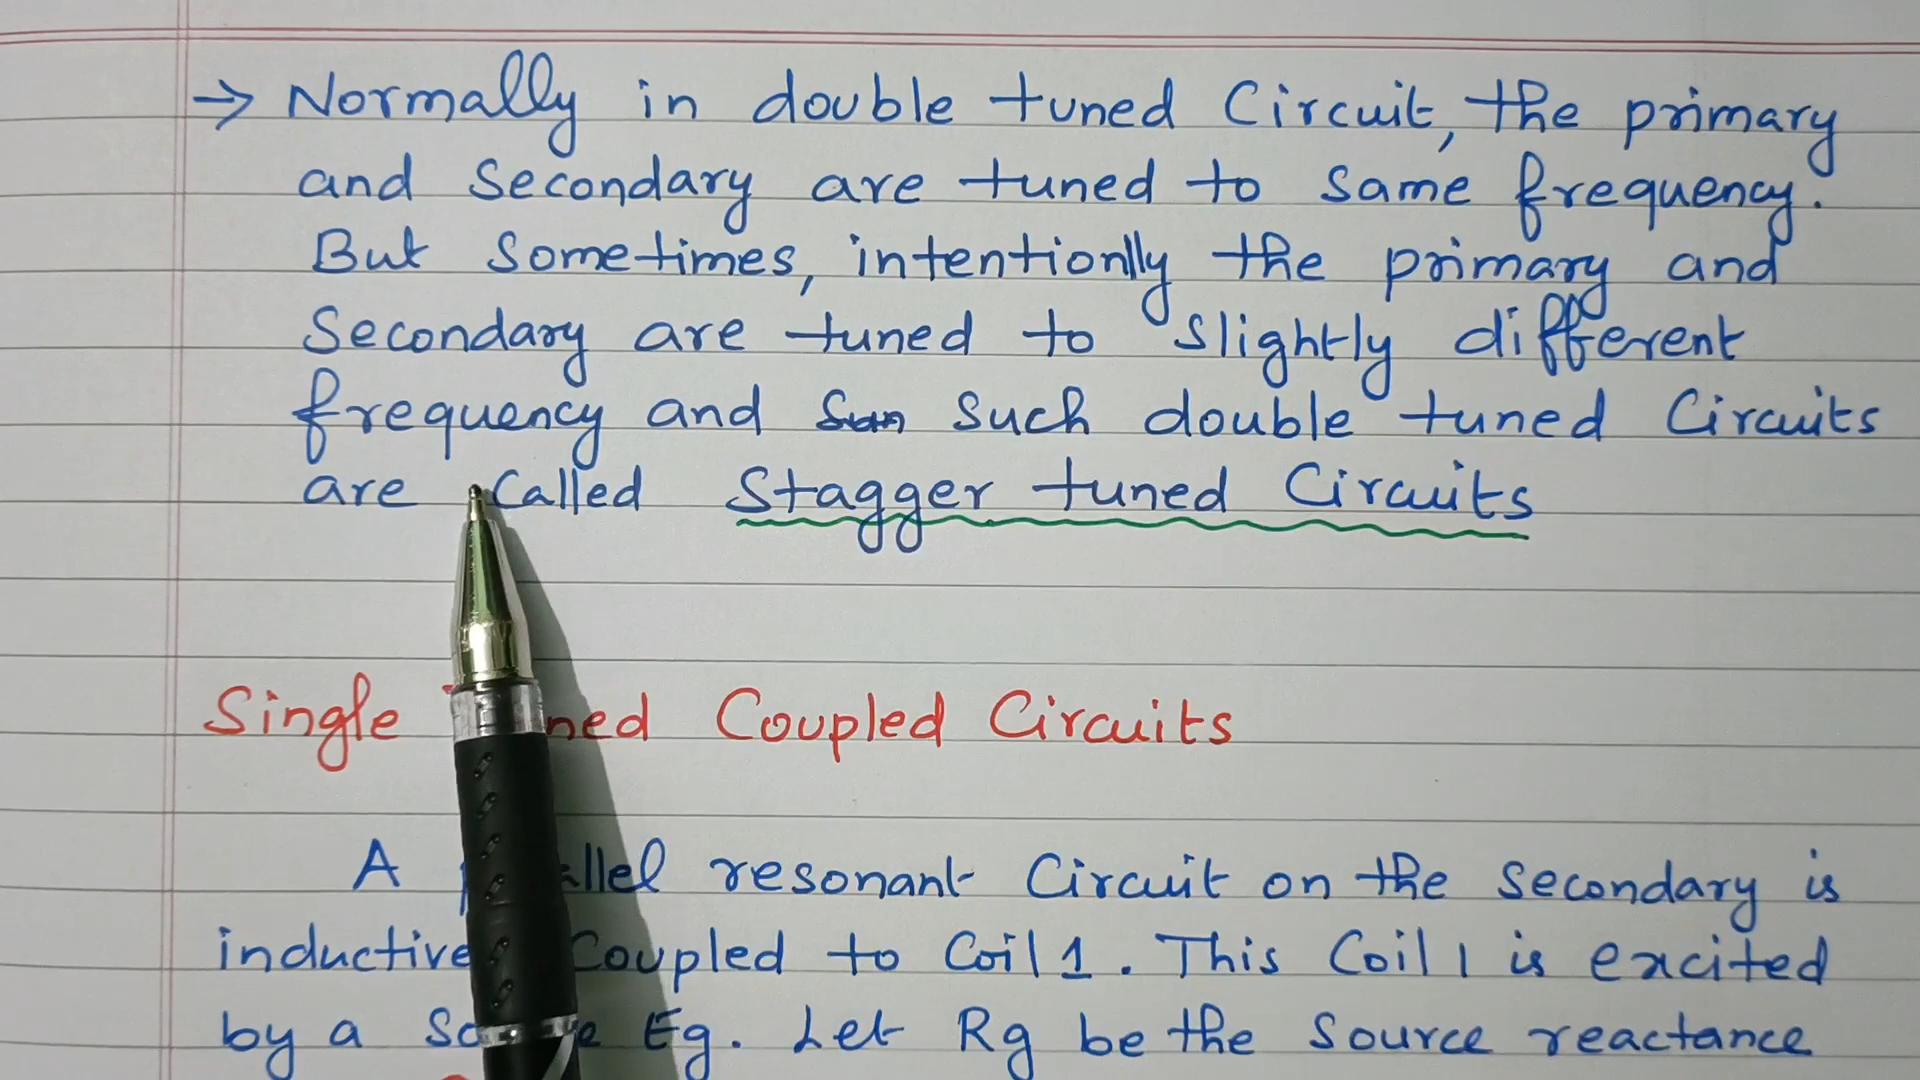 → Normally in double tuned Circuit, the primary
and Secondary are tuned to same frequency.
But sometimes, intentionlly the primary and
Secondary are tuned to slightly different
frequency and such double tuned Circuits
are Called Stagger tuned Circuits
Single Coupled Circuits
A resonant Circuit on the secondary is
Coupled to Coil 1. This Coil 1 is excited
by a Eg. Let Rg be the source reactance